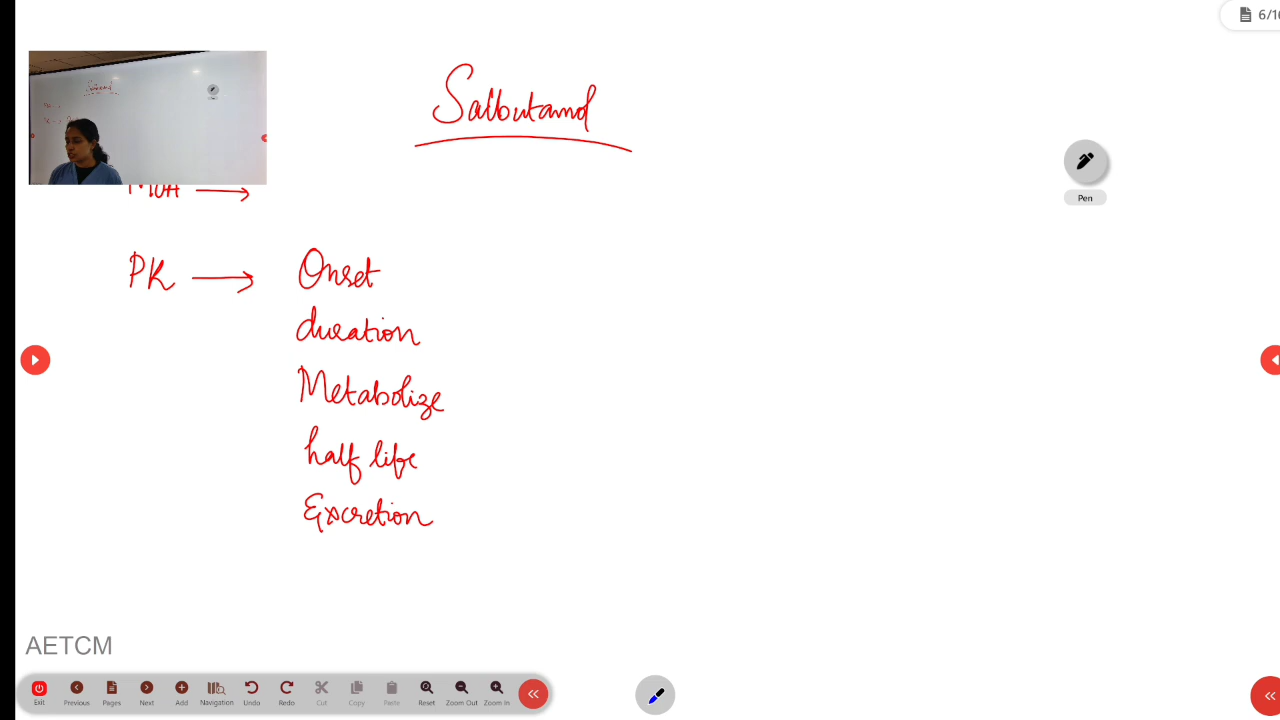 6/10
Salbutamol
MOA →
Pen
PK → Onset
duration
Metabolize
half life
Excretion
AETCM
Exit Previous Pages Next Add Navigation Undo Redo Cut Copy Paste Reset Zoom Out Zoom In